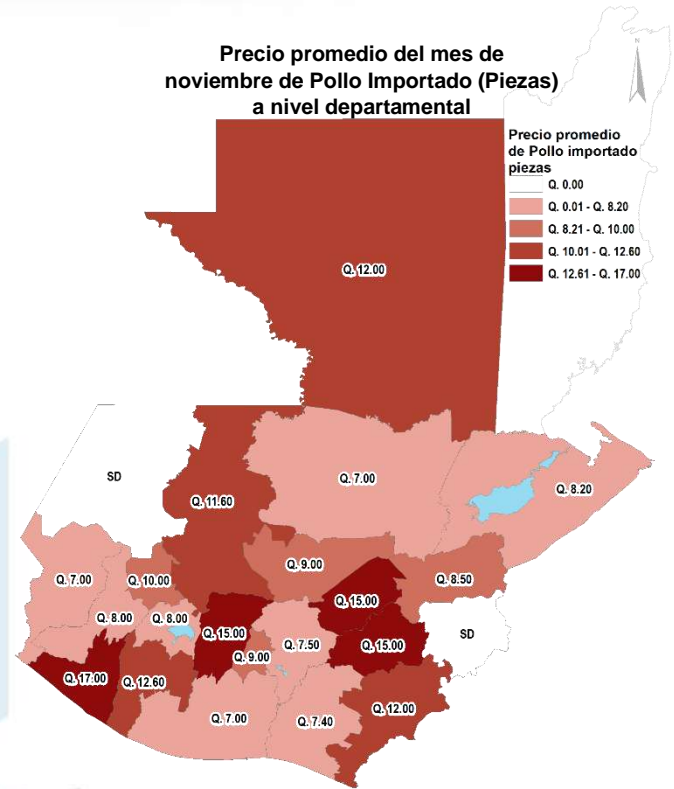 Precio promedio del mes de
noviembre de Pollo Importado (Piezas)
a nivel departamental
N
Precio promedio
de Pollo importado
piezas
Q. 0.00
Q. 0.01 - Q. 8.20
Q. 8.21 - Q. 10.00
Q. 10.01 - Q. 12.60
Q. 12.61 - Q. 17.00
Q. 12.00
SD
Q. 11.60
Q. 7.00
Q. 8.20
Q. 7.00
Q. 10.00
Q. 9.00
Q. 8.50
Q. 15.00
Q. 8.00
Q. 8.00
Q. 15.00
Q. 7.50
Q. 15.00
SD
Q. 9.00
Q. 17.00
Q. 12.60
Q. 7.00
Q. 7.40
Q. 12.00